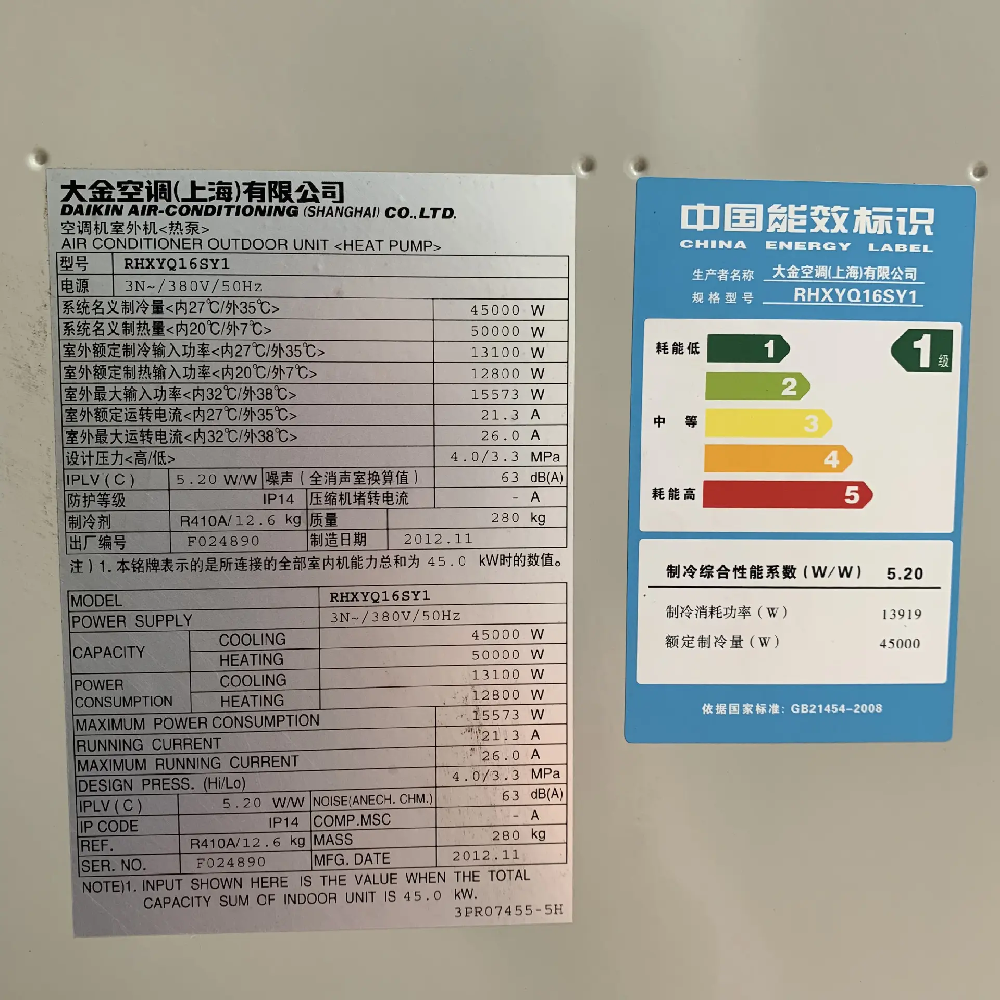 大金空调(上海)有限公司
DAIKIN AIR-CONDITIONING (SHANGHAI) CO.,LTD.
空调机室外机<热泵>
AIR CONDITIONER OUTDOOR UNIT <HEAT PUMP>
型号 RHXYQ16SY1
电源 3N~/380V/50Hz
系统名义制冷量<内27℃/外35℃> 45000 W
系统名义制热量<内20℃/外7℃> 50000 W
室外额定制冷输入功率<内27℃/外35℃> 13100 W
室外额定制热输入功率<内20℃/外7℃> 12800 W
室外最大输入功率<内32℃/外38℃> 15573 W
室外额定运转电流<内27℃/外35℃> 21.3 A
室外最大运转电流<内32℃/外38℃> 26.0 A
设计压力<高/低> 4.0/3.3 MPa
IPLV(C) 5.20 W/W 噪声(全消声室换算值) 63 dB(A)
防护等级 IP14 压缩机堵转电流 - A
制冷剂 R410A/12.6 kg 质量 280 kg
出厂编号 F024890 制造日期 2012.11
注)1.本铭牌表示的是所连接的全部室内机能力总和为 45.0 kW时的数值。
MODEL RHXYQ16SY1
POWER SUPPLY 3N~/380V/50Hz
CAPACITY COOLING 45000 W
HEATING 50000 W
POWER CONSUMPTION COOLING 13100 W
HEATING 12800 W
MAXIMUM POWER CONSUMPTION 15573 W
RUNNING CURRENT 21.3 A
MAXIMUM RUNNING CURRENT 26.0 A
DESIGN PRESS. (Hi/Lo) 4.0/3.3 MPa
IPLV(C) 5.20 W/W NOISE(ANECH. CHM.) 63 dB(A)
IP CODE IP14 COMP.MSC - A
REF. R410A/12.6 kg MASS 280 kg
SER. NO. F024890 MFG. DATE 2012.11
NOTE)1. INPUT SHOWN HERE IS THE VALUE WHEN THE TOTAL
CAPACITY SUM OF INDOOR UNIT IS 45.0 kW.
3PR07455-5H
中国能效标识
CHINA ENERGY LABEL
生产者名称 大金空调(上海)有限公司
规格型号 RHXYQ16SY1
耗能低 1 1级
2
中等 3
4
耗能高 5
制冷综合性能系数(W/W) 5.20
制冷消耗功率(W) 13919
额定制冷量(W) 45000
依据国家标准: GB21454-2008